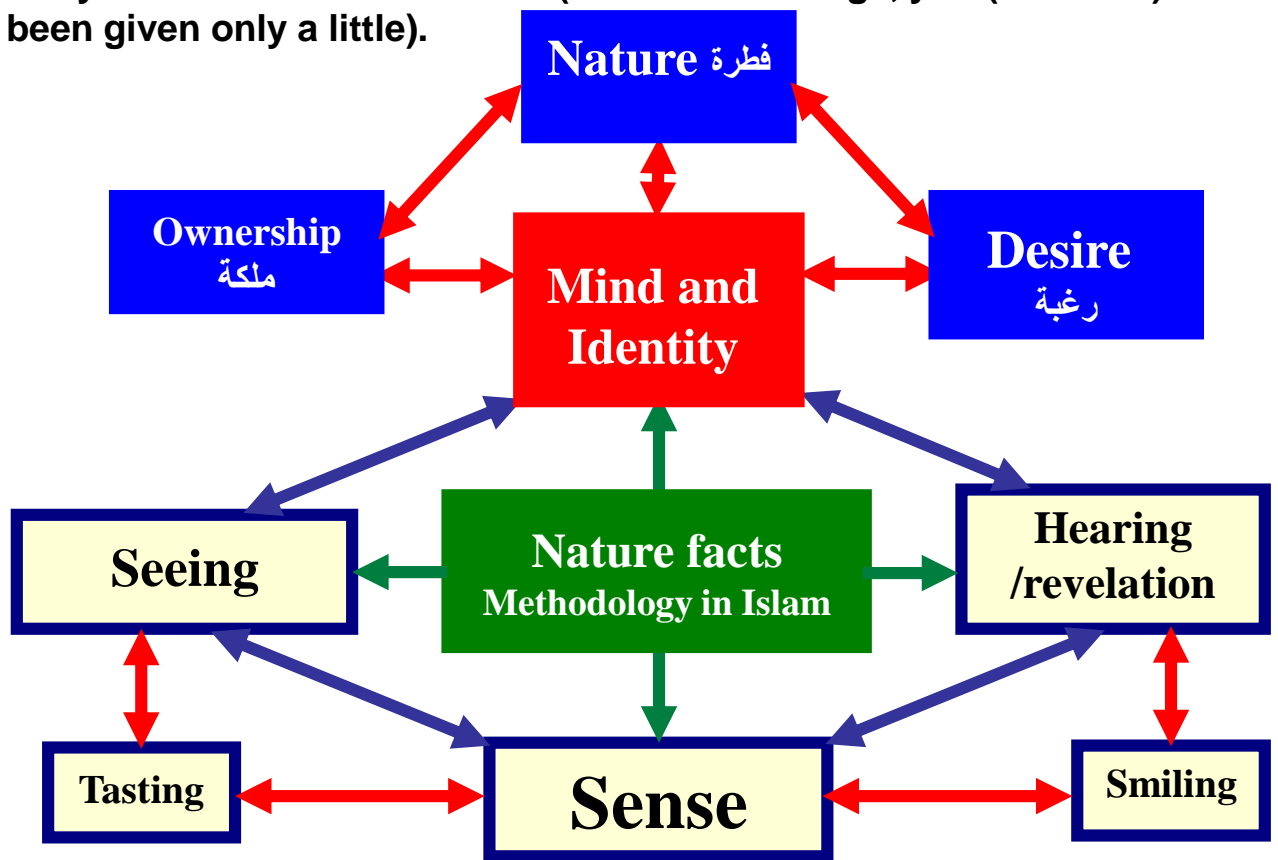 been given only a little).
Nature فطرة
Ownership
ملكة
Desire
رغبة
Mind and
Identity
Nature facts
Methodology in Islam
Seeing
Hearing
/revelation
Tasting
Sense
Smiling